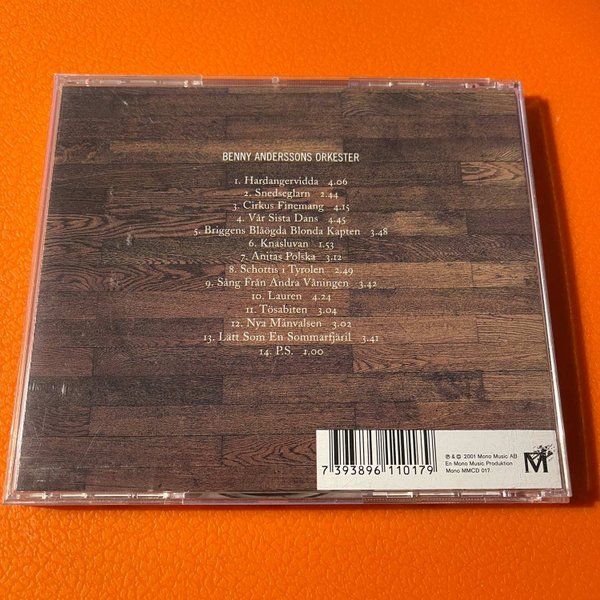 BENNY ANDERSSONS ORKESTER
1. Hardangervidda 4.06
2. Snedseglarn 2.44
3. Cirkus Finemang 4.15
4. Vår Sista Dans 4.45
5. Briggens Blåögda Blonda Kapten 3.48
6. Knäsluvan 1.53
7. Anitas Polska 3.12
8. Schottis i Tyrolen 2.49
9. Sång Från Andra Våningen 3.42
10. Lauren 4.24
11. Tösabiten 3.04
12. Nya Månvalsen 3.02
13. Lätt Som En Sommarfjäril 3.41
14. P.S. 1,00
℗ & © 2001 Mono Music AB
En Mono Music Produktion
Mono MMCD 017.
M
7 393896 110179